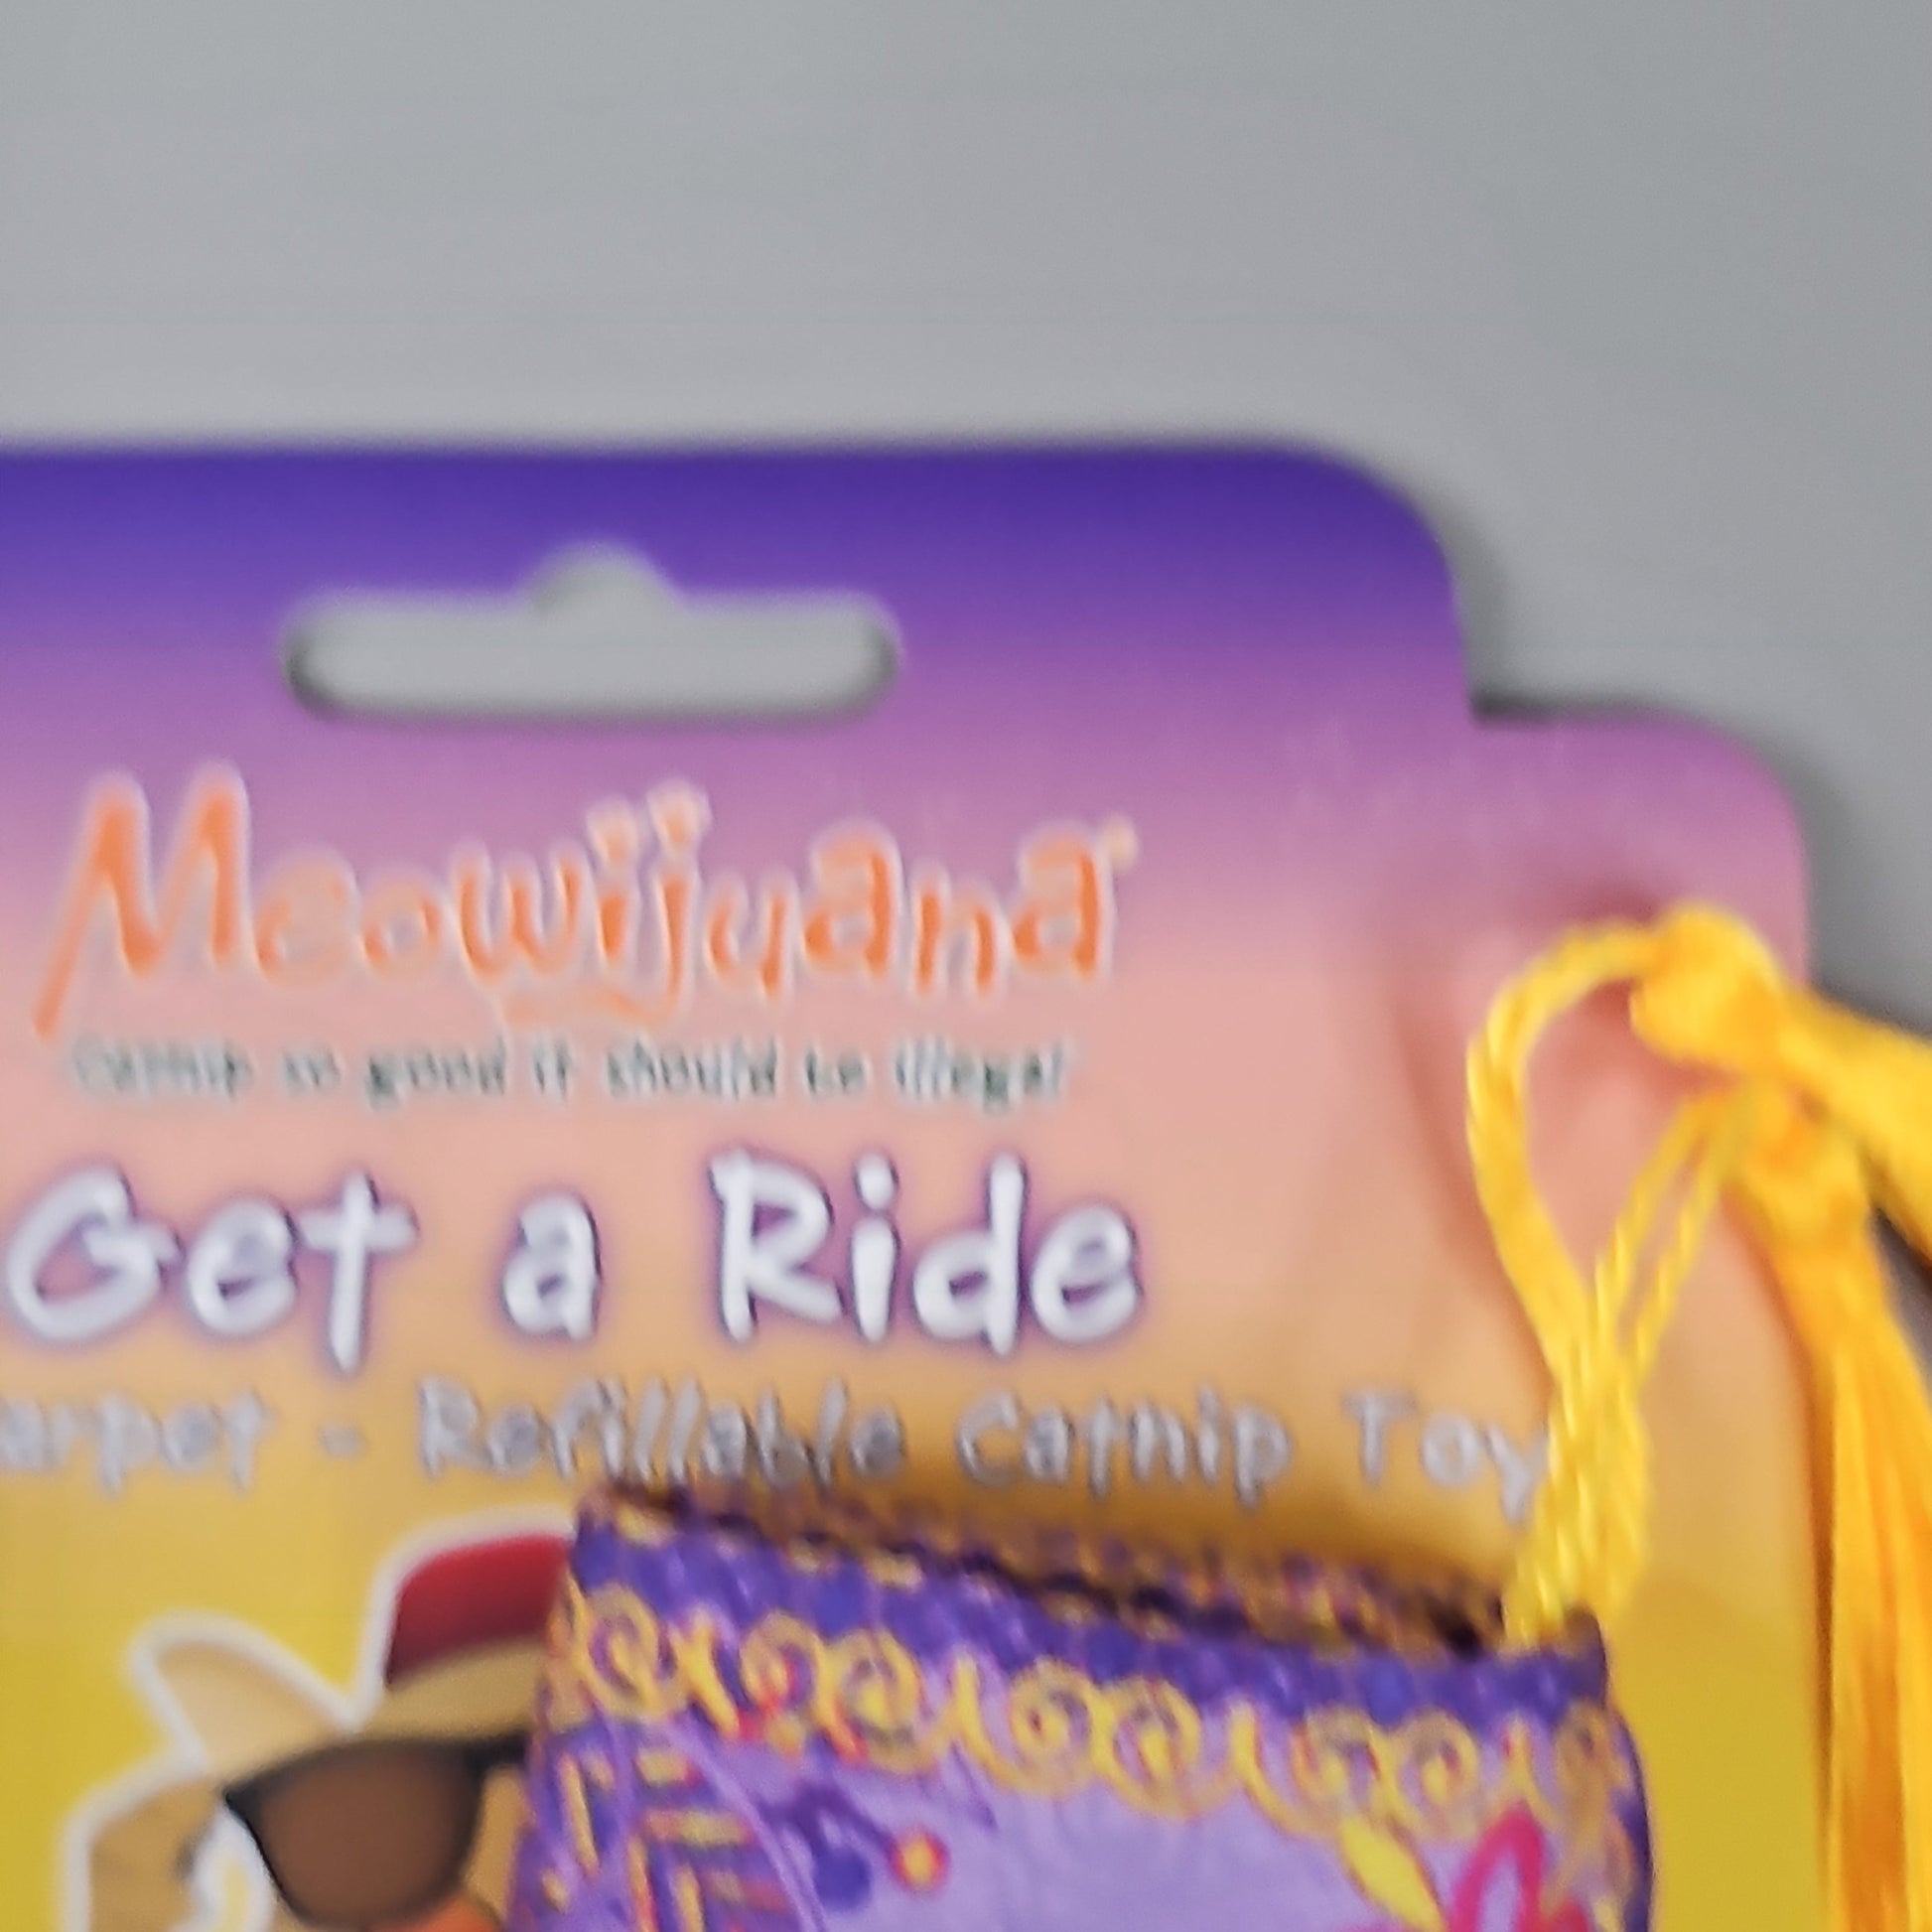 Meowijuana®
Catnip so good it should be illegal
Get a Ride
arpet - Refillable Catnip Toy